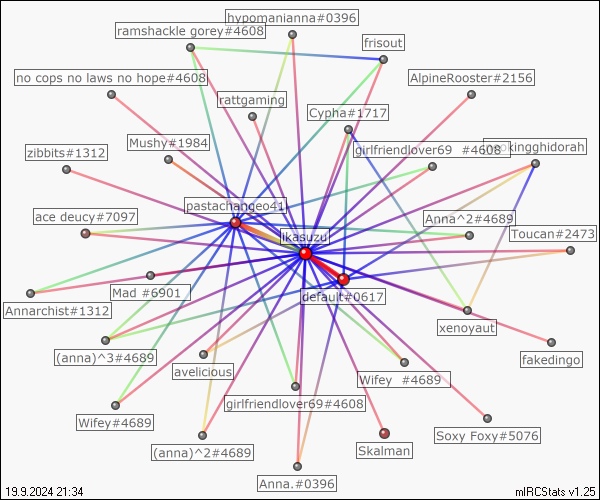 hypomanianna#0396
ramshackle gorey#4608
frisout
no cops no laws no hope#4608
AlpineRooster#2156
rattgaming
Cypha#1717
Mushy#1984
girlfriendlover69 #4608
kingghidorah
zibbits#1312
pastachangeo41
ace deucy#7097
Anna^2#4689
likasuzu
Toucan#2473
Mad #6901
default#0617
Annarchist#1312
xenoyaut
(anna)^3#4689
fakedingo
avelicious
Wifey #4689
girlfriendlover69#4608
Wifey#4689
Soxy Foxy#5076
(anna)^2#4689
Skalman
Anna.#0396
19.9.2024 21:34
mIRCStats v1.25